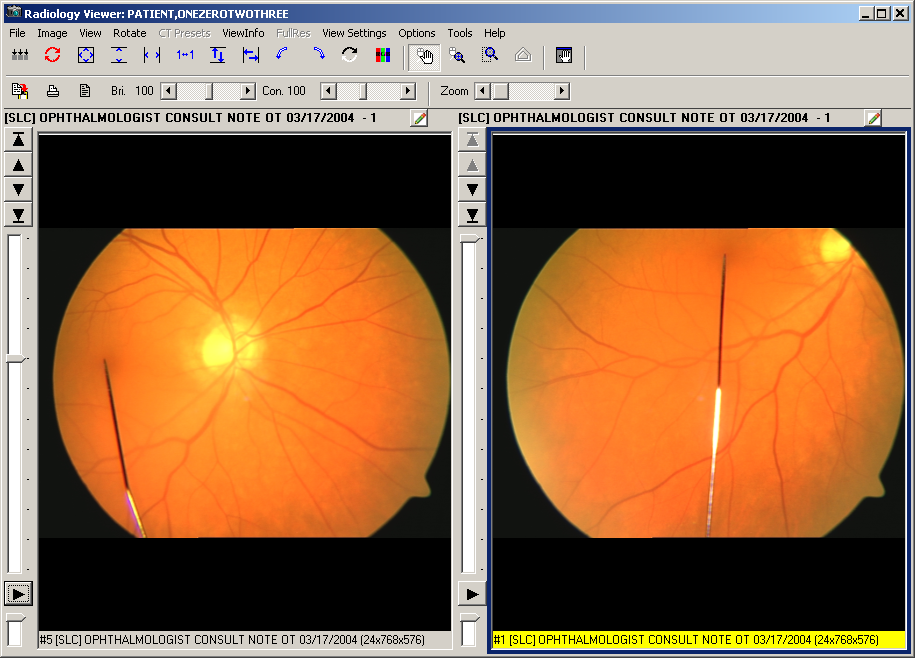 Radiology Viewer: PATIENT,ONEZEROTWOTHREE
File Image View Rotate CT Presets ViewInfo FullRes View Settings Options Tools Help
1↔1
Bri. 100 Con. 100 Zoom
[SLC] OPHTHALMOLOGIST CONSULT NOTE OT 03/17/2004 - 1
[SLC] OPHTHALMOLOGIST CONSULT NOTE OT 03/17/2004 - 1
#5 [SLC] OPHTHALMOLOGIST CONSULT NOTE OT 03/17/2004 (24x768x576)
#1 [SLC] OPHTHALMOLOGIST CONSULT NOTE OT 03/17/2004 (24x768x576)